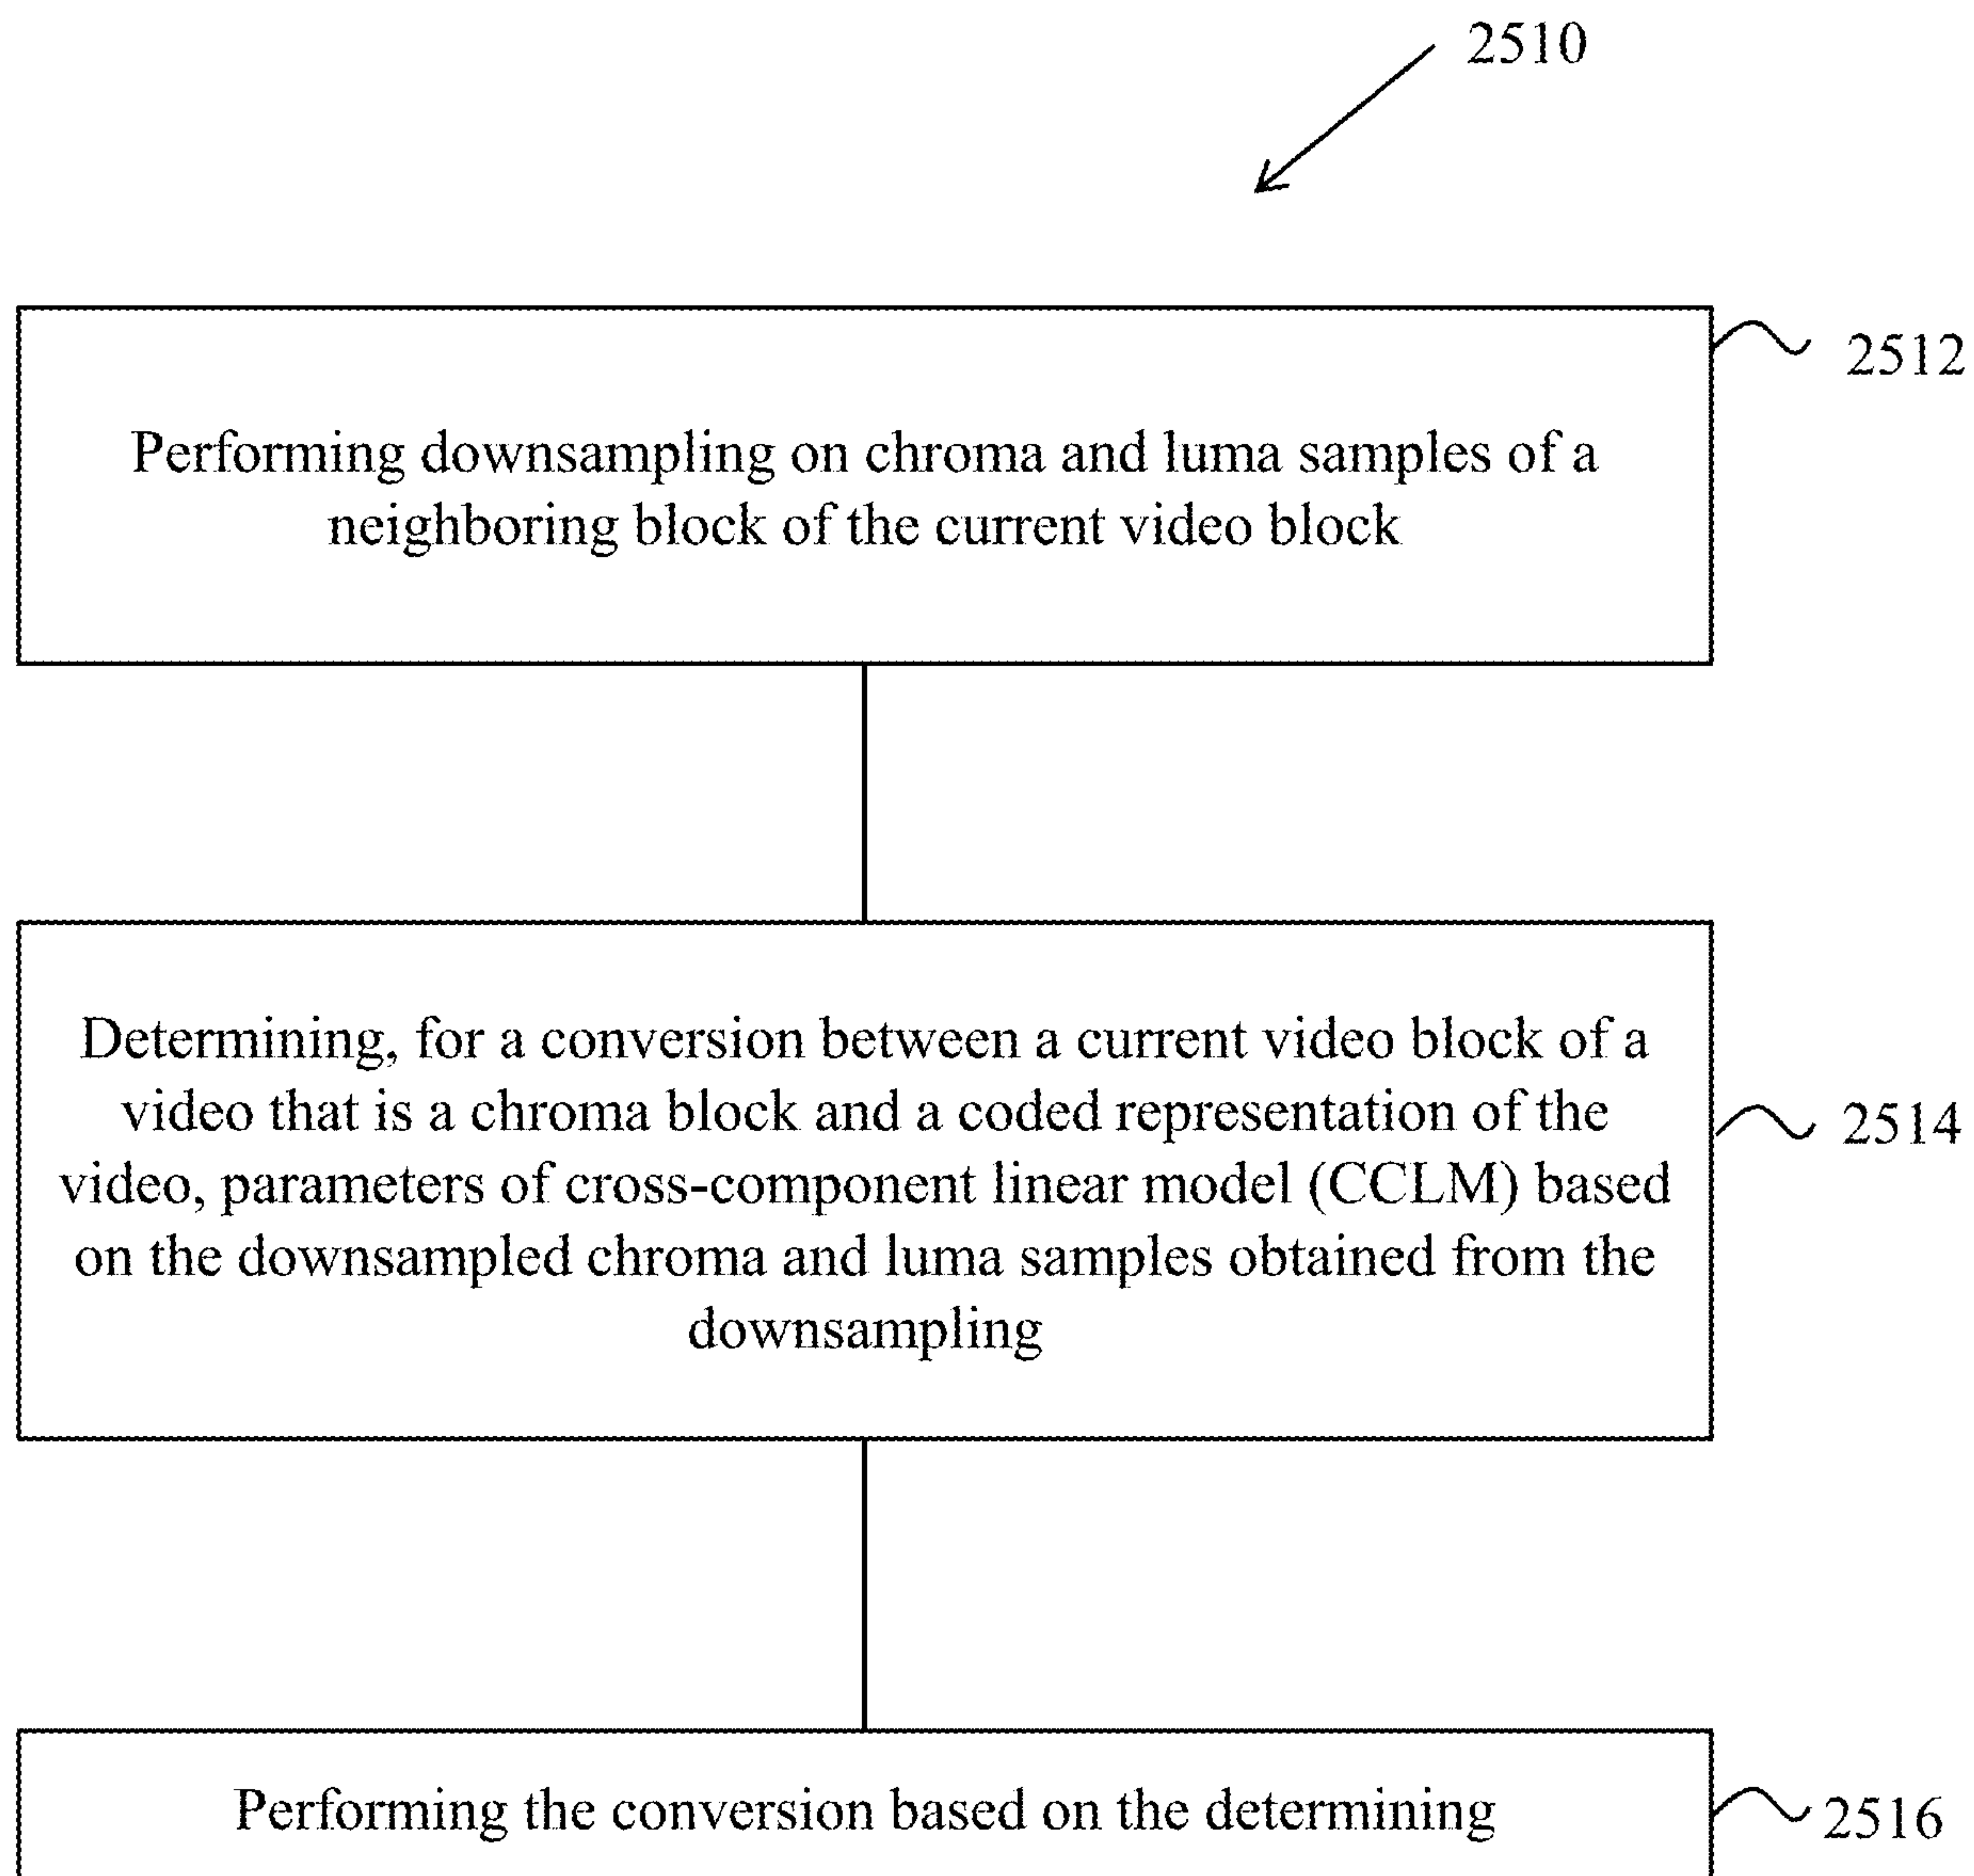 2510
2512
Performing downsampling on chroma and luma samples of a
neighboring block of the current video block
Determining, for a conversion between a current video block of a
video that is a chroma block and a coded representation of the
video, parameters of cross-component linear model (CCLM) based
on the downsampled chroma and luma samples obtained from the
downsampling
2514
Performing the conversion based on the determining
2516